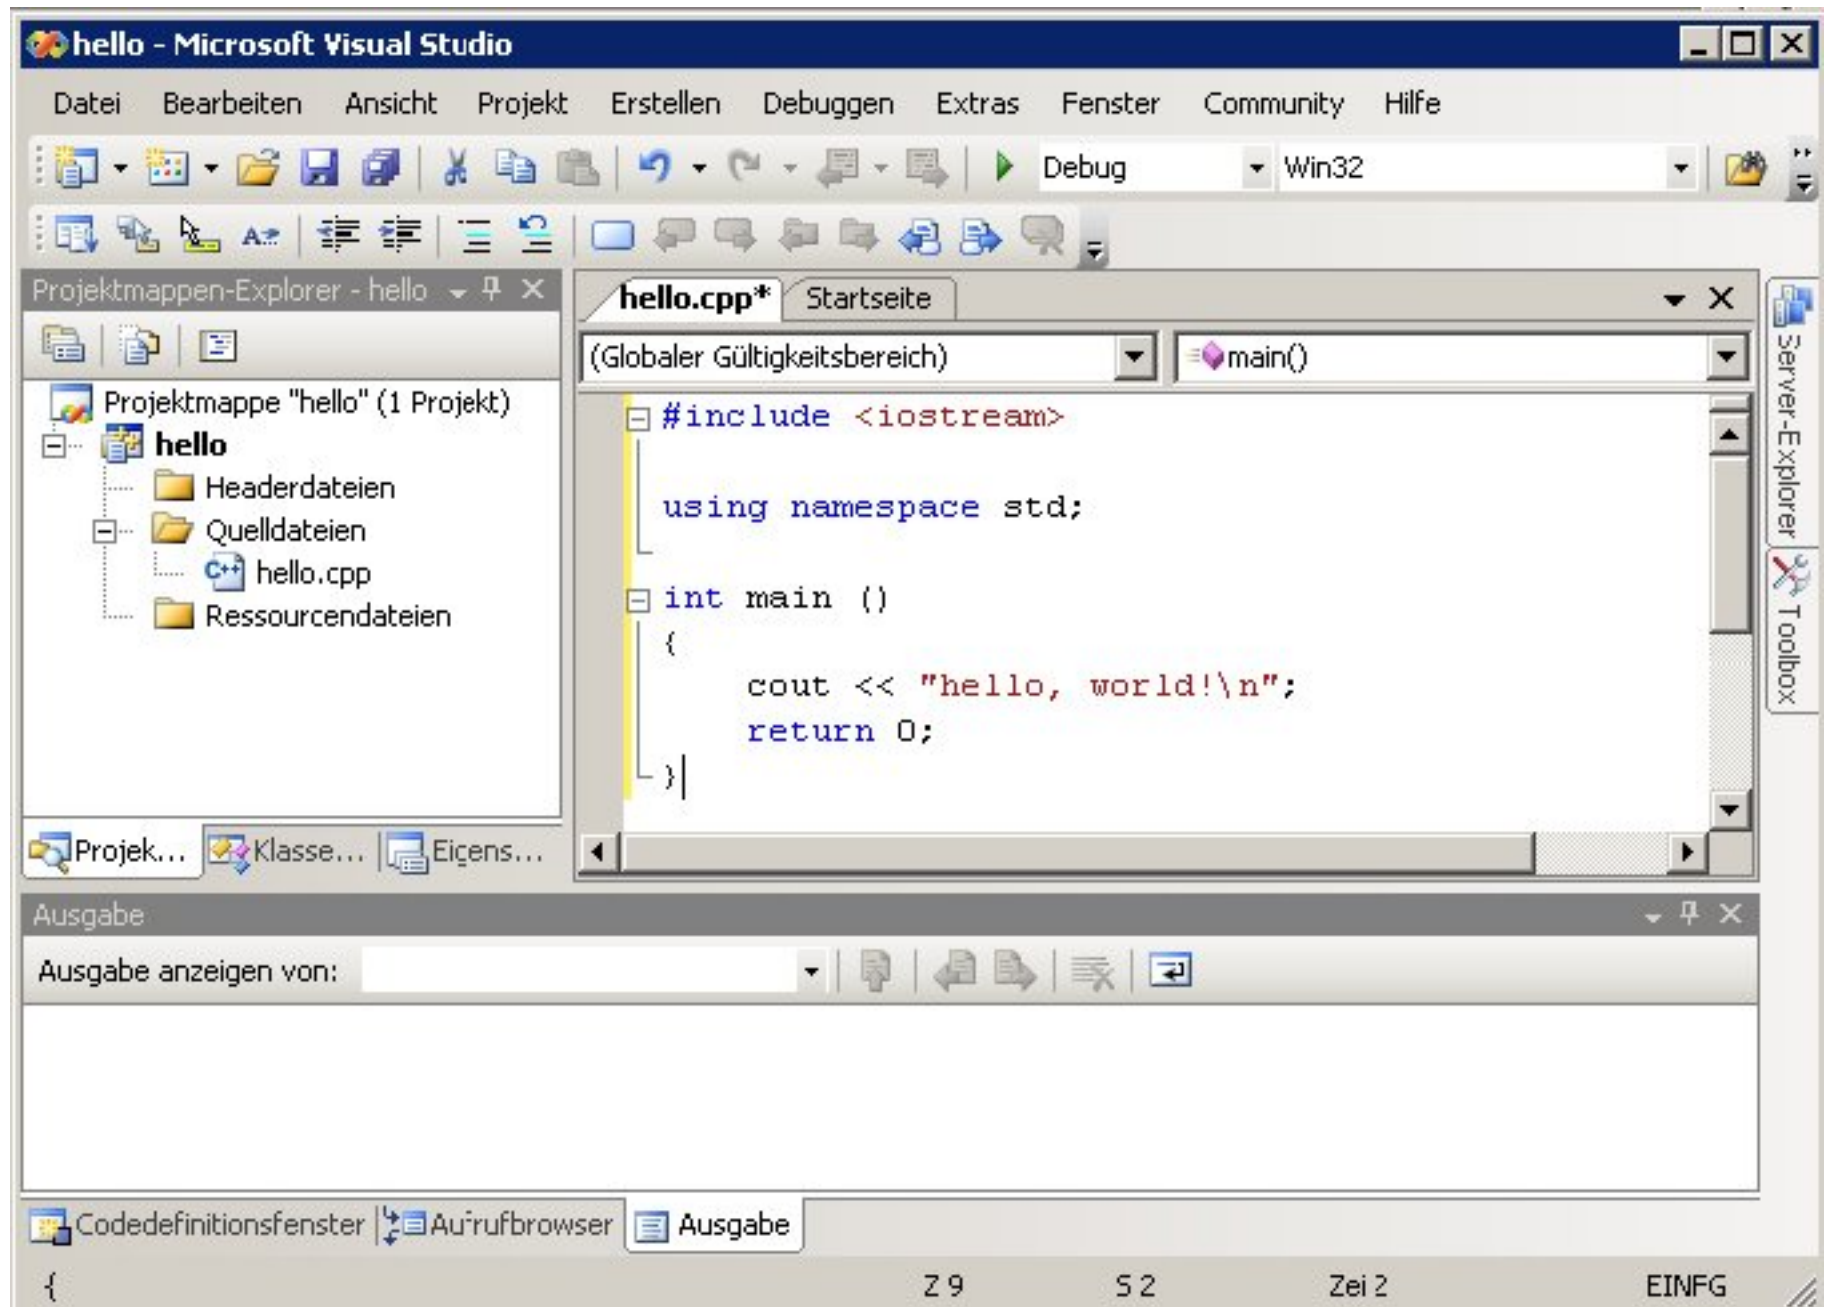 hello - Microsoft Visual Studio
Datei Bearbeiten Ansicht Projekt Erstellen Debuggen Extras Fenster Community Hilfe
Debug Win32
Projektmappen-Explorer - hello
Projektmappe "hello" (1 Projekt)
hello
Headerdateien
Quelldateien
hello.cpp
Ressourcendateien
Projek... Klasse... Eigens...
hello.cpp* Startseite
(Globaler Gültigkeitsbereich) main()
#include <iostream>
using namespace std;
int main ()
{
cout << "hello, world!\n";
return 0;
}
Server-Explorer
Toolbox
Ausgabe
Ausgabe anzeigen von:
Codedefinitionsfenster Aufrufbrowser Ausgabe
{ Z 9 S 2 Zei 2 EINFG